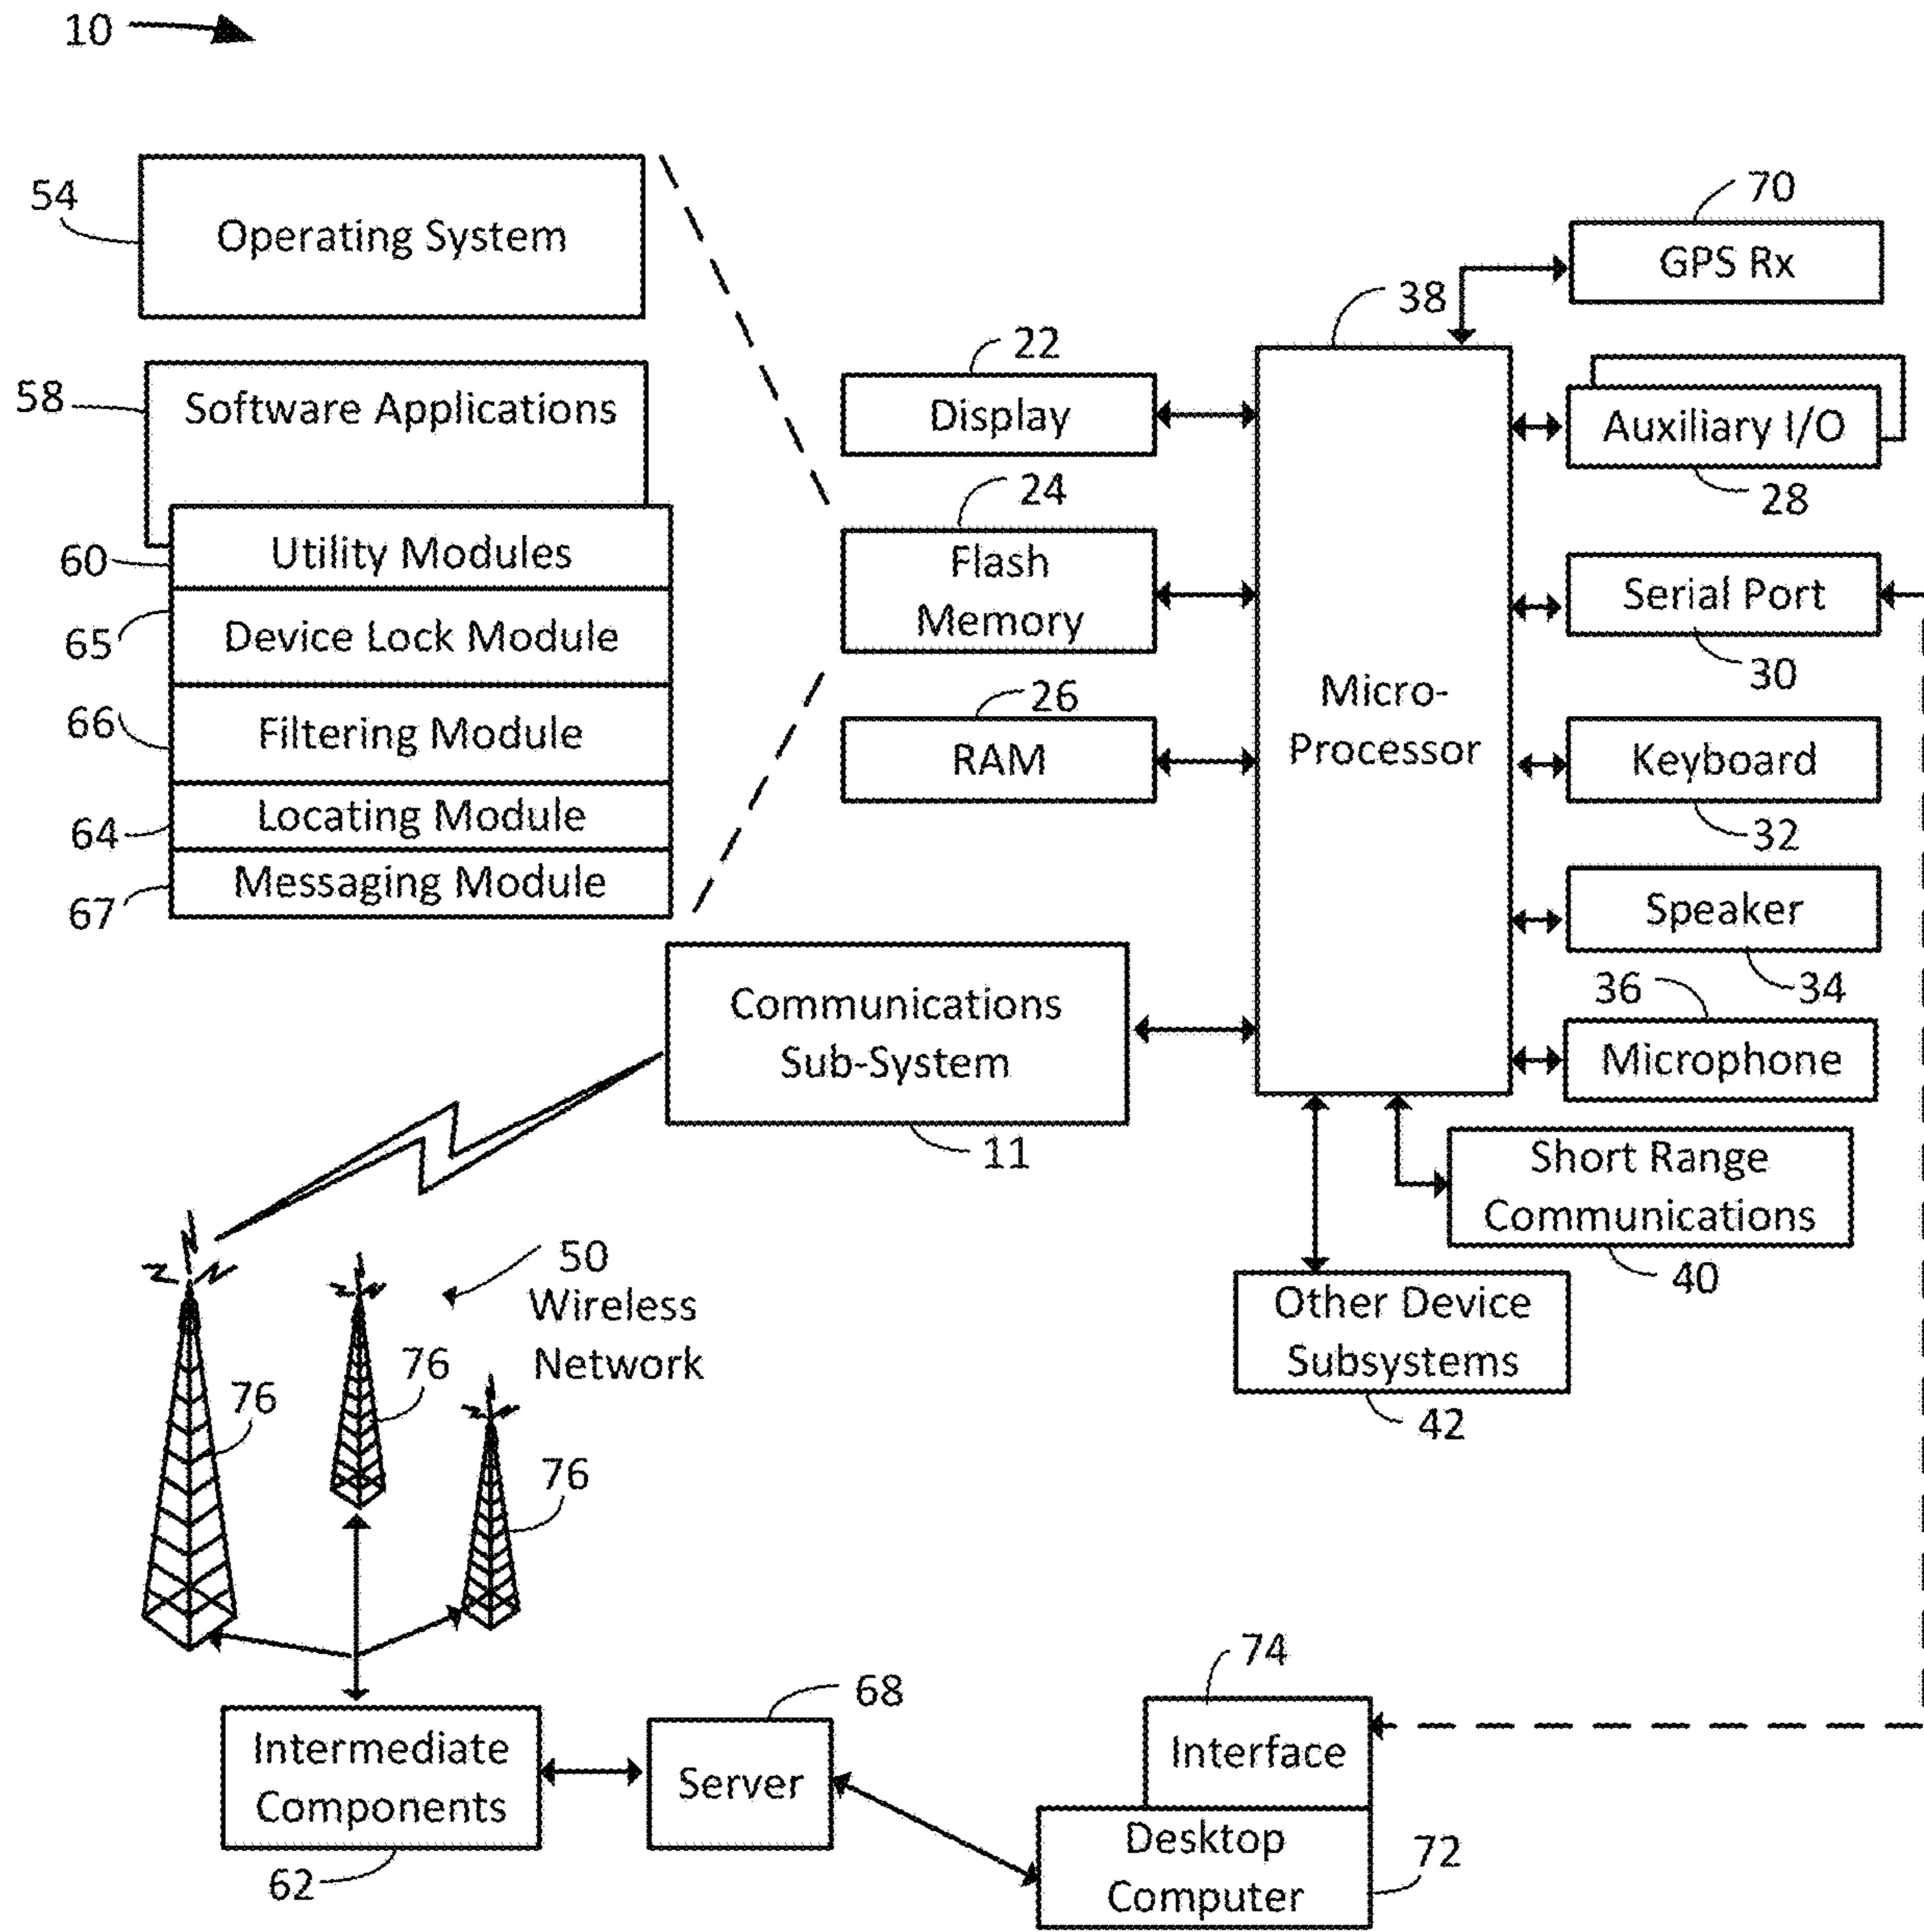 10
54
Operating System
58
Software Applications
60
Utility Modules
65
Device Lock Module
66
Filtering Module
64
Locating Module
67
Messaging Module
22
Display
24
Flash
Memory
26
RAM
38
Micro-
Processor
70
GPS Rx
Auxiliary I/O
28
Serial Port
30
Keyboard
32
Speaker
34
36
Microphone
Communications
Sub-System
11
Short Range
Communications
40
Other Device
Subsystems
42
50
Wireless
Network
76
76
76
Intermediate
Components
62
68
Server
74
Interface
Desktop
Computer
72